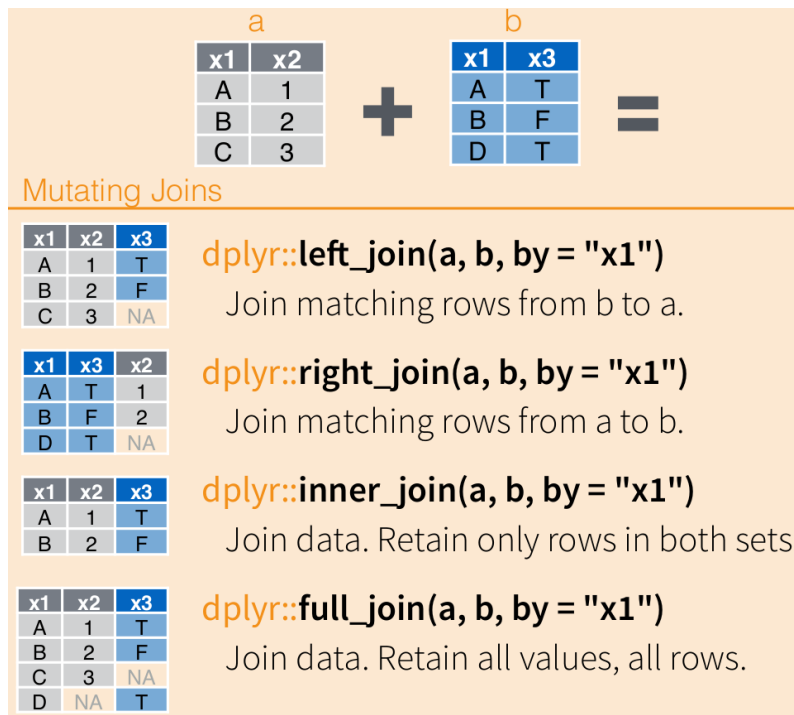 a b
x1 x2 x1 x3
A 1 A T
B 2 + B F =
C 3 D T
Mutating Joins
x1 x2 x3
A 1 T
B 2 F
C 3 NA
dplyr::left_join(a, b, by = "x1")
Join matching rows from b to a.
x1 x3 x2
A T 1
B F 2
D T NA
dplyr::right_join(a, b, by = "x1")
Join matching rows from a to b.
x1 x2 x3
A 1 T
B 2 F
dplyr::inner_join(a, b, by = "x1")
Join data. Retain only rows in both sets
x1 x2 x3
A 1 T
B 2 F
C 3 NA
D NA T
dplyr::full_join(a, b, by = "x1")
Join data. Retain all values, all rows.